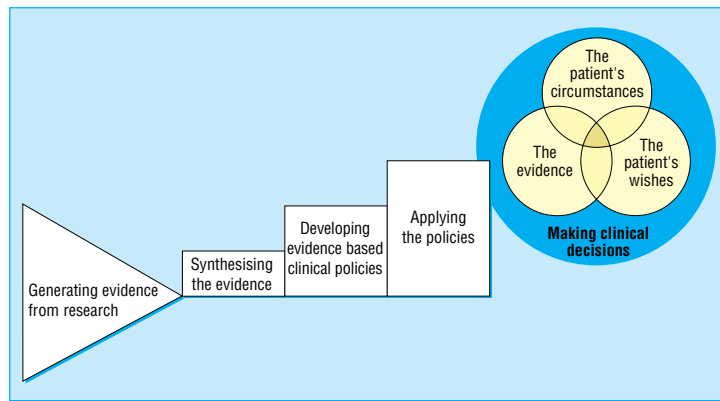 Generating evidence
from research
Synthesising
the evidence
Developing
evidence based
clinical policies
Applying
the policies
The
patient's
circumstances
The
evidence
The
patient's
wishes
Making clinical
decisions